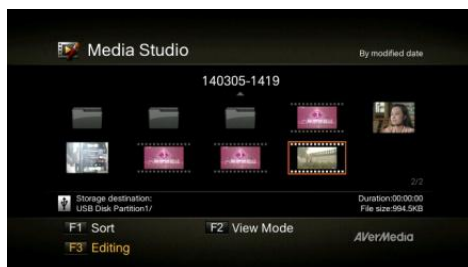 Media Studio
By modified date
140305-1419
2/2
Storage destination:
USB Disk Partition1/
Duration:00:00:00
File size:994.5KB
F1 Sort
F2 View Mode
F3 Editing
AVerMedia